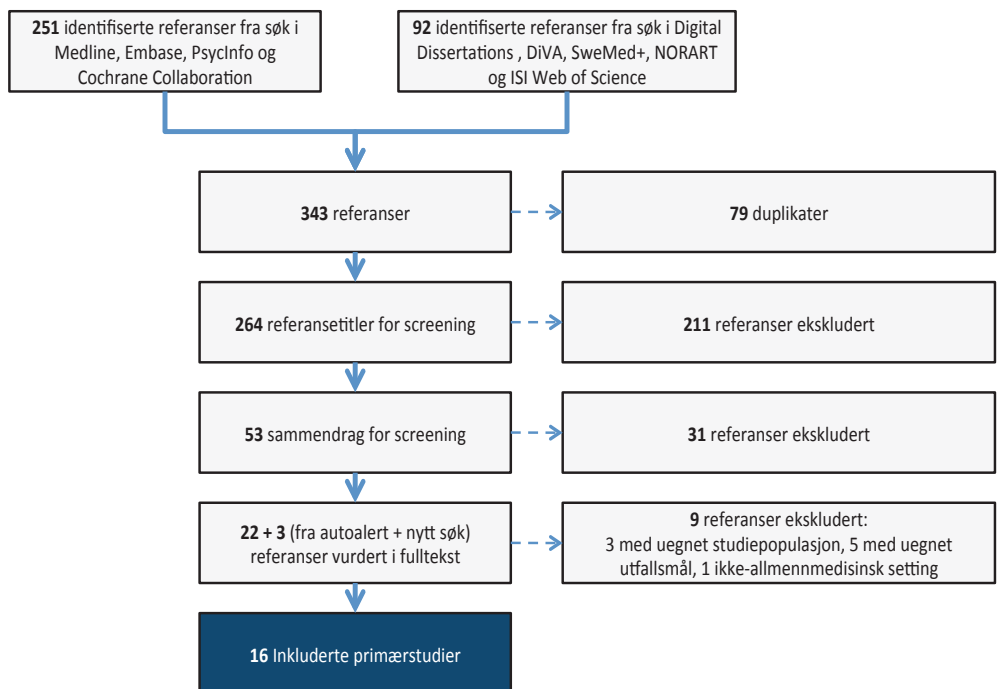 251 identifiserte referanser fra søk i
Medline, Embase, PsycInfo og
Cochrane Collaboration
92 identifiserte referanser fra søk i Digital
Dissertations , DiVA, SweMed+, NORART
og ISI Web of Science
343 referanser
79 duplikater
264 referansetitler for screening
211 referanser ekskludert
53 sammendrag for screening
31 referanser ekskludert
22 + 3 (fra autoalert + nytt søk)
referanser vurdert i fulltekst
9 referanser ekskludert:
3 med uegnet studiepopulasjon, 5 med uegnet
utfallsmål, 1 ikke-allmennmedisinsk setting
16 Inkluderte primærstudier